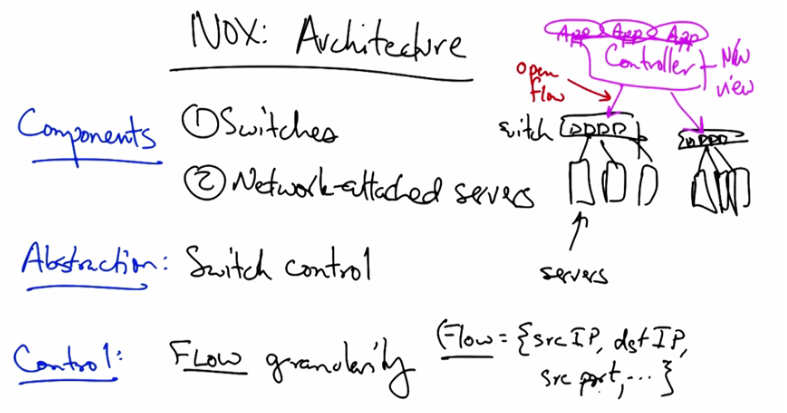 NOX: Architecture
App App App
Controller
N/W
view
Open
flow
Components
① Switches
switch
② Network-attached servers
servers
Abstraction: Switch control
Control: FLOW granularity
(Flow = {src IP, dst IP,
src port, ... }